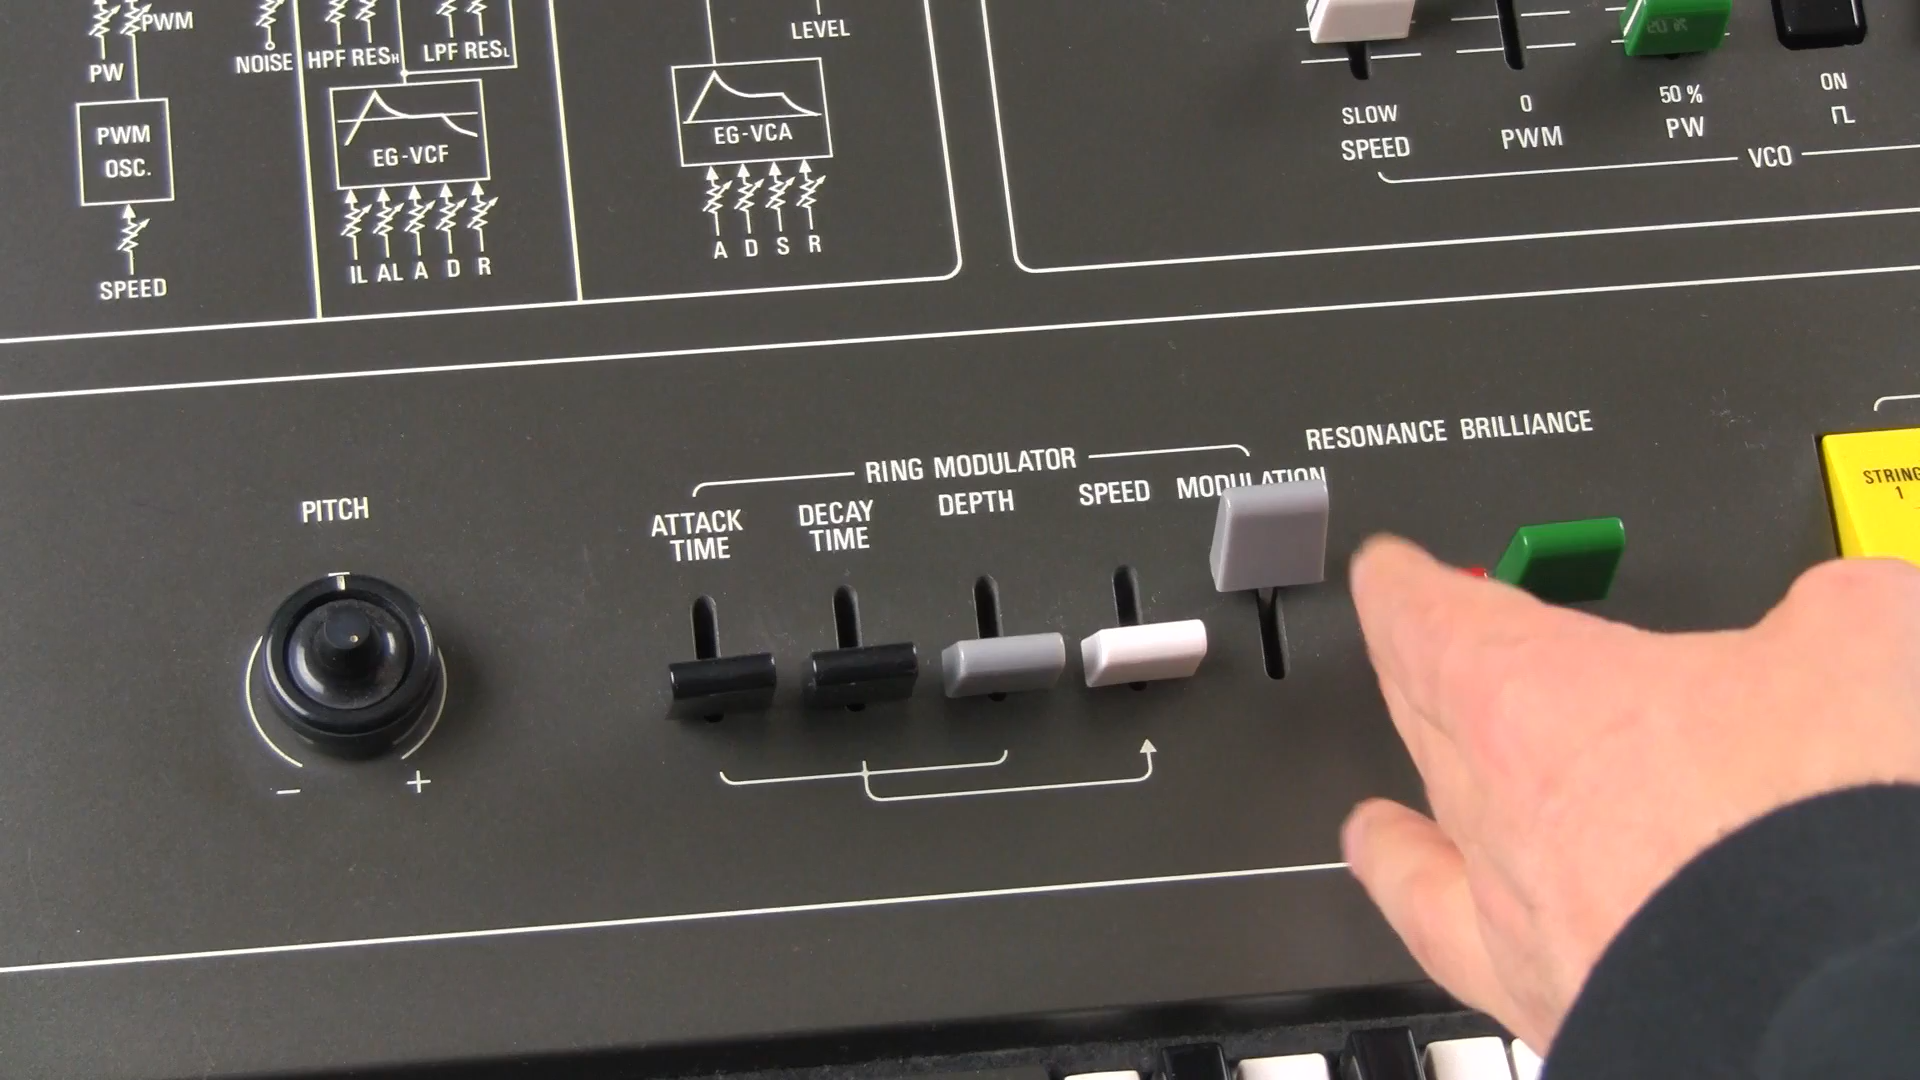 PWM
PW
NOISE
HPF RESH
LPF RESL
LEVEL
PWM
OSC.
EG-VCF
EG-VCA
IL AL A D R
A D S R
SPEED
SLOW
SPEED
0
PWM
50 %
PW
ON
VCO
PITCH
- +
RING MODULATOR
ATTACK
TIME
DECAY
TIME
DEPTH
SPEED
MODULATION
RESONANCE BRILLIANCE
STRING
1